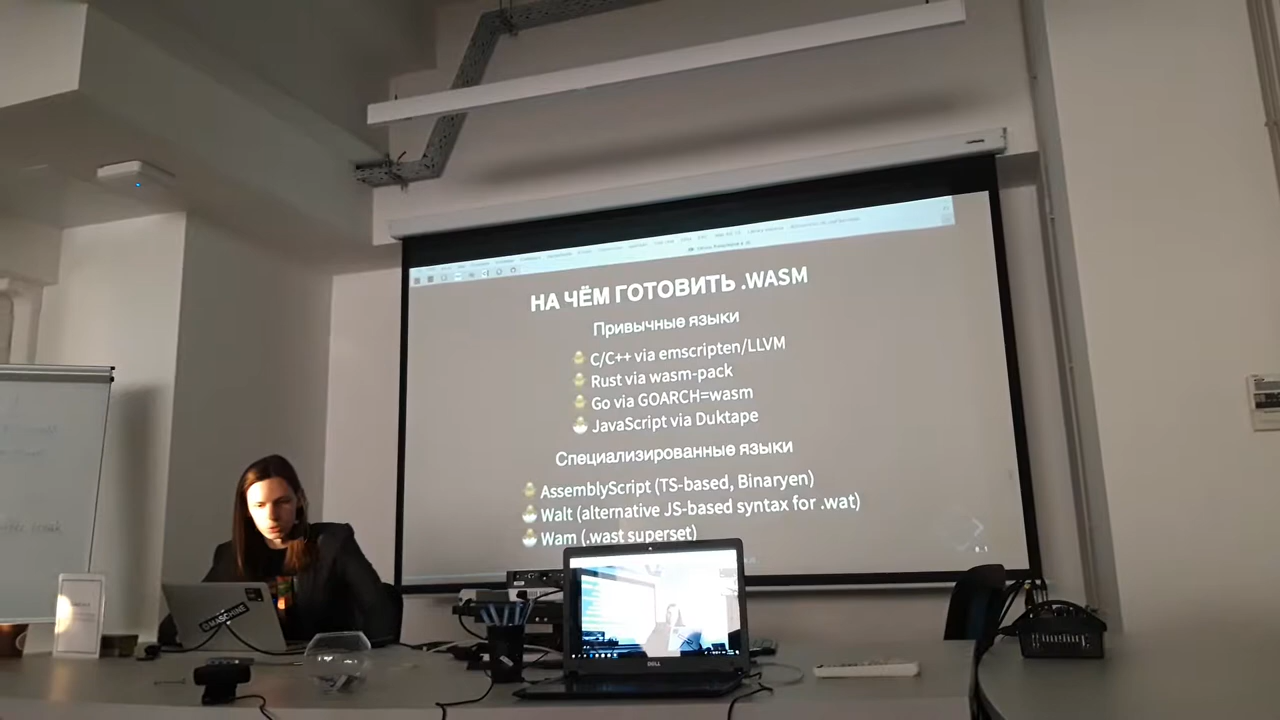 НА ЧЁМ ГОТОВИТЬ .WASM
Привычные языки
C/C++ via emscripten/LLVM
Rust via wasm-pack
Go via GOARCH=wasm
JavaScript via Duktape
Специализированные языки
AssemblyScript (TS-based, Binaryen)
Walt (alternative JS-based syntax for .wat)
Wam (.wast superset)
MASCHINE
DELL